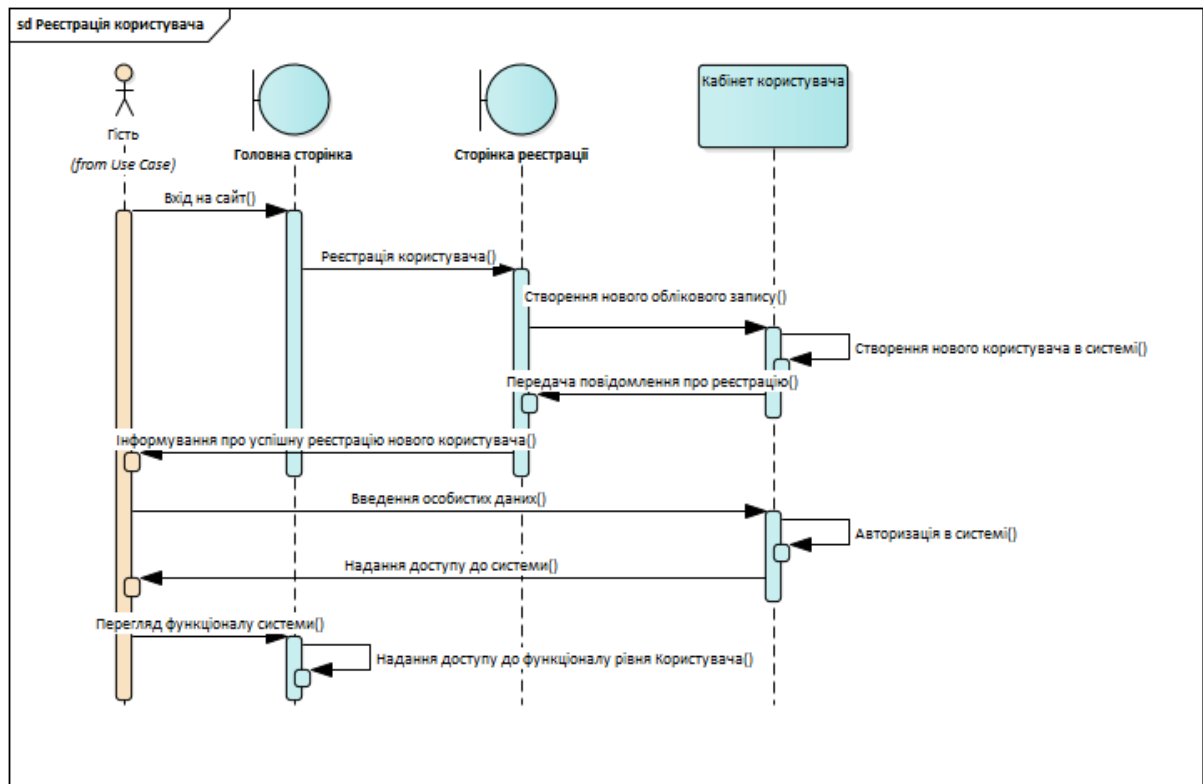 sd Реєстрація користувача
Гість
(from Use Case)
Головна сторінка
Сторінка реєстрації
Кабінет користувача
Вхід на сайт()
Реєстрація користувача()
Створення нового облікового запису()
Створення нового користувача в системі()
Передача повідомлення про реєстрацію()
Інформування про успішну реєстрацію нового користувача()
Введення особистих даних()
Авторизація в системі()
Надання доступу до системи()
Перегляд функціоналу системи()
Надання доступу до функціоналу рівня Користувача()